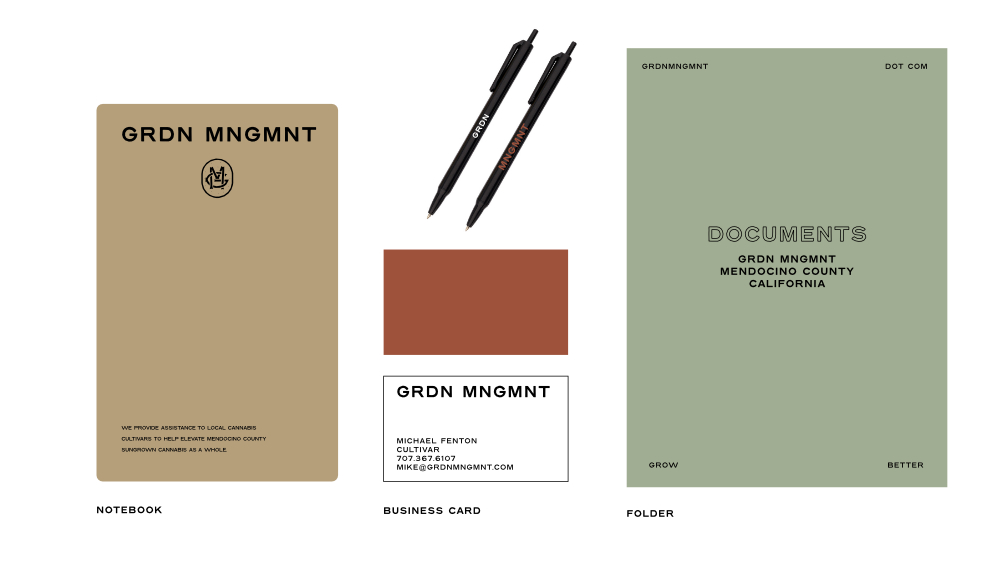 GRDN MNGMNT
WE PROVIDE ASSISTANCE TO LOCAL CANNABIS
CULTIVARS TO HELP ELEVATE MENDOCINO COUNTY
SUNGROWN CANNABIS AS A WHOLE.
NOTEBOOK
GRDN
MNGMNT
GRDN MNGMNT
MICHAEL FENTON
CULTIVAR
707.367.6107
MIKE@GRDNMNGMNT.COM
BUSINESS CARD
GRDNMNGMNT
DOT COM
DOCUMENTS
GRDN MNGMNT
MENDOCINO COUNTY
CALIFORNIA
GROW
BETTER
FOLDER